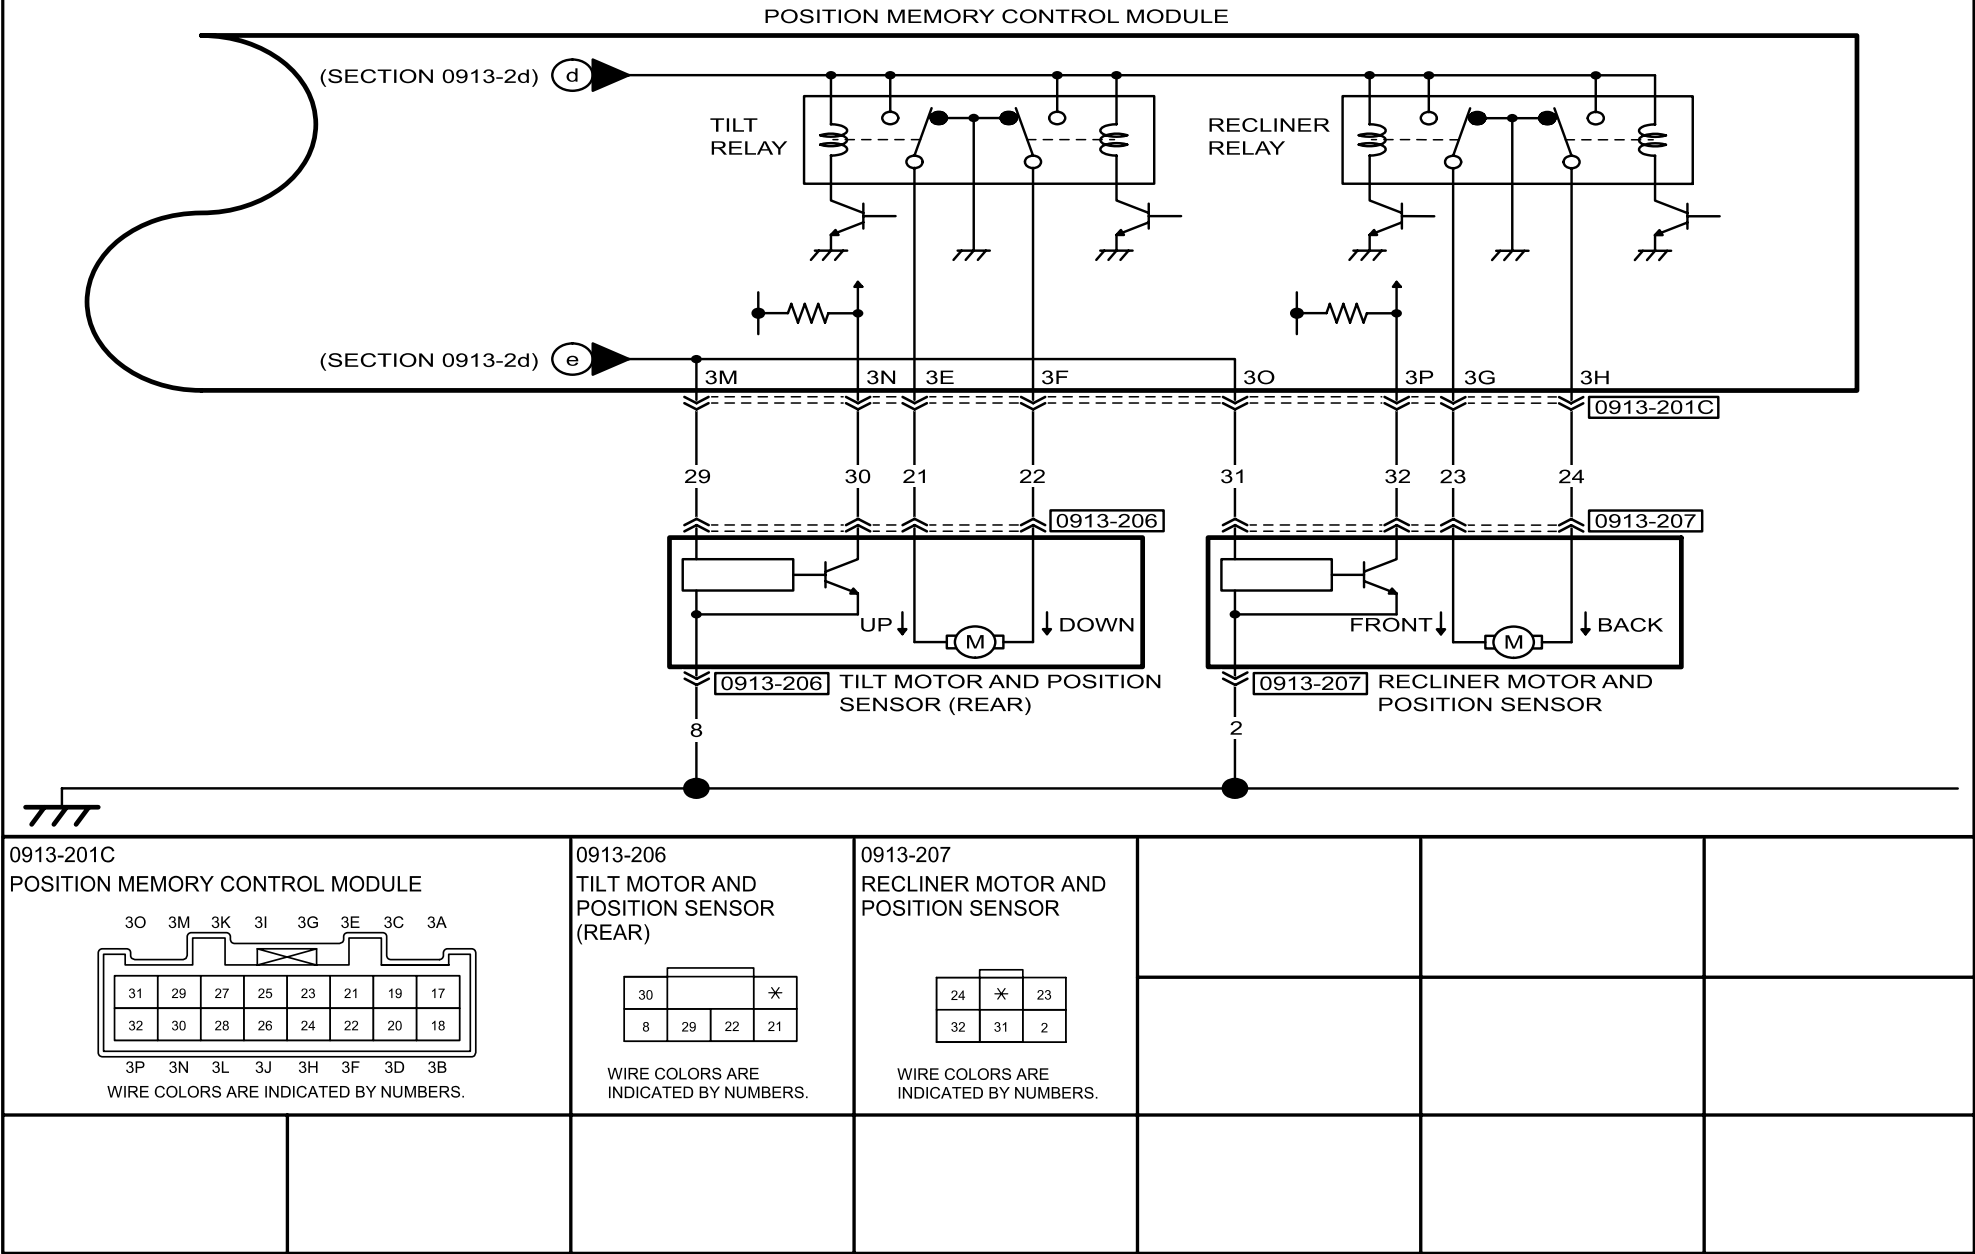 POSITION MEMORY CONTROL MODULE
(SECTION 0913-2d) d
TILT
RELAY
RECLINER
RELAY
(SECTION 0913-2d) e
3M 3N 3E 3F 3O 3P 3G 3H
0913-201C
29 30 21 22 31 32 23 24
0913-206 0913-207
UP M DOWN FRONT M BACK
0913-206 TILT MOTOR AND POSITION
SENSOR (REAR)
0913-207 RECLINER MOTOR AND
POSITION SENSOR
8 2
0913-201C
POSITION MEMORY CONTROL MODULE
3O 3M 3K 3I 3G 3E 3C 3A
31 29 27 25 23 21 19 17
32 30 28 26 24 22 20 18
3P 3N 3L 3J 3H 3F 3D 3B
WIRE COLORS ARE INDICATED BY NUMBERS.
0913-206
TILT MOTOR AND
POSITION SENSOR
(REAR)
30 *
8 29 22 21
WIRE COLORS ARE
INDICATED BY NUMBERS.
0913-207
RECLINER MOTOR AND
POSITION SENSOR
24 * 23
32 31 2
WIRE COLORS ARE
INDICATED BY NUMBERS.